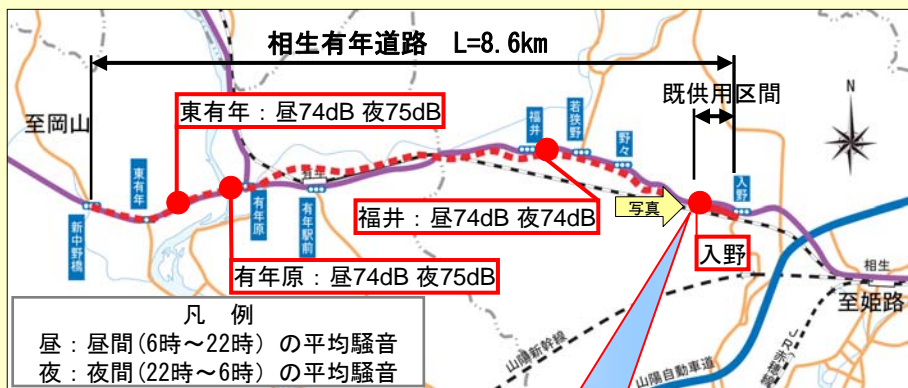 相生有年道路 L=8.6km
既供用区間
N
至岡山
東有年：昼74dB 夜75dB
福井
若狭野
野々
入野
東有年
有年
有年原
有年駅前
新中野橋
福井：昼74dB 夜74dB
写真
入野
有年原：昼74dB 夜75dB
相生
至姫路
凡 例
昼：昼間(6時～22時) の平均騒音
夜：夜間(22時～6時) の平均騒音
山陽新幹線
山陽自動車道
JR赤穂線